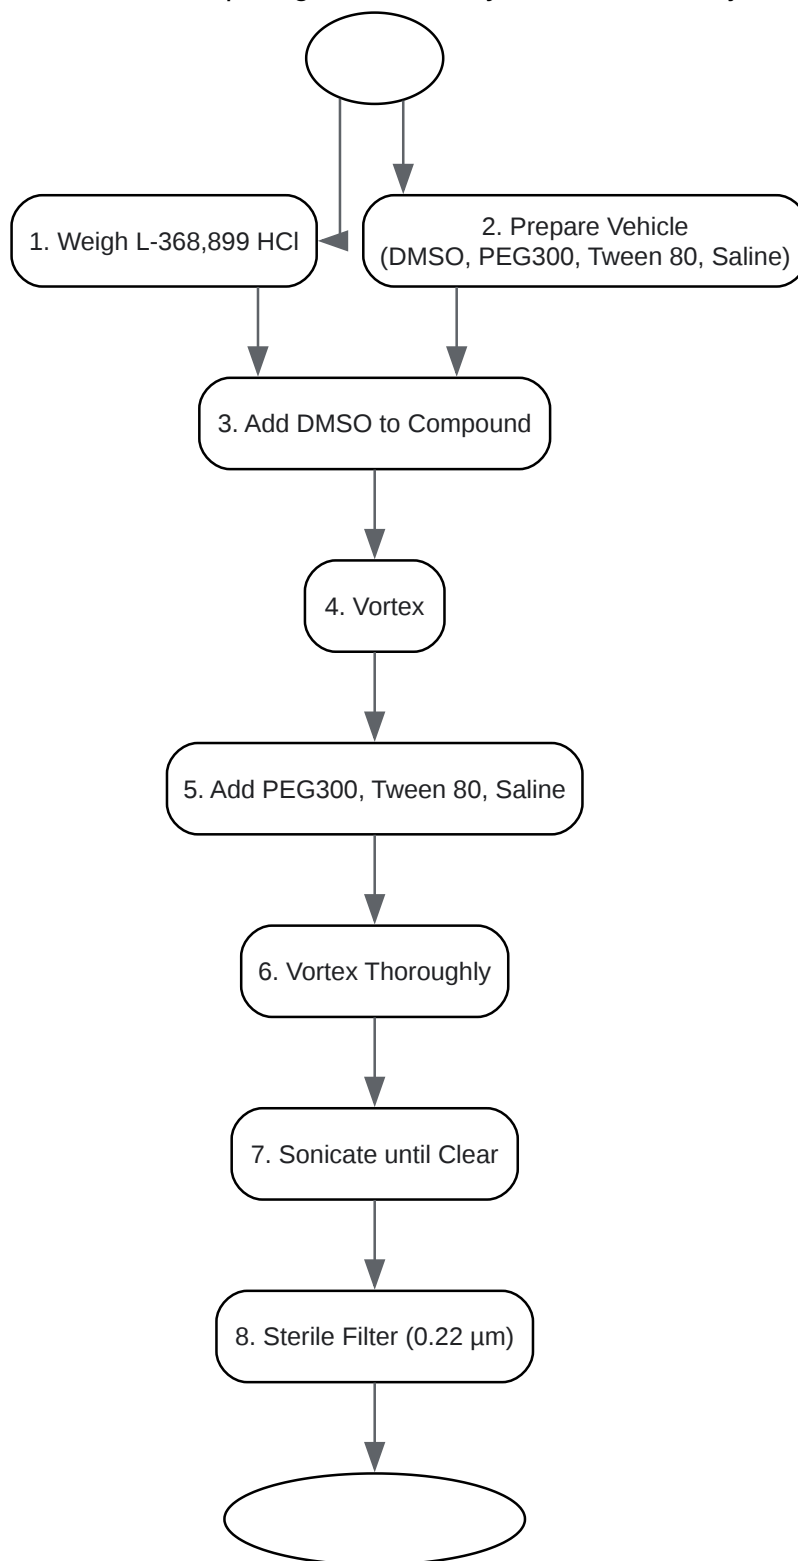 1. Weigh L-368,899 HCl
2. Prepare Vehicle
(DMSO, PEG300, Tween 80, Saline)
3. Add DMSO to Compound
4. Vortex
5. Add PEG300, Tween 80, Saline
6. Vortex Thoroughly
7. Sonicate until Clear
8. Sterile Filter (0.22 µm)